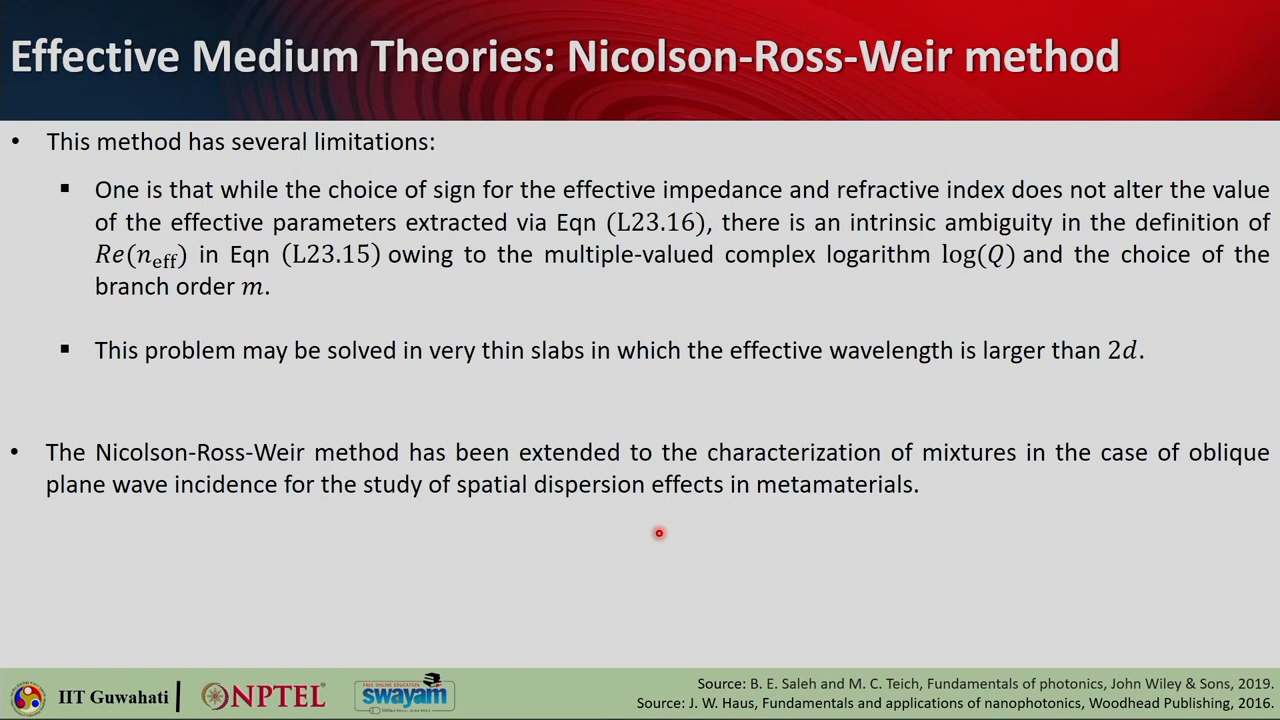 Effective Medium Theories: Nicolson-Ross-Weir method
• This method has several limitations:
▪ One is that while the choice of sign for the effective impedance and refractive index does not alter the value
of the effective parameters extracted via Eqn (L23.16), there is an intrinsic ambiguity in the definition of
Re(n_eff) in Eqn (L23.15) owing to the multiple-valued complex logarithm log(Q) and the choice of the
branch order m.
▪ This problem may be solved in very thin slabs in which the effective wavelength is larger than 2d.
• The Nicolson-Ross-Weir method has been extended to the characterization of mixtures in the case of oblique
plane wave incidence for the study of spatial dispersion effects in metamaterials.
IIT Guwahati
NPTEL
FREE ONLINE EDUCATION
swayam
Source: B. E. Saleh and M. C. Teich, Fundamentals of photonics, John Wiley & Sons, 2019.
Source: J. W. Haus, Fundamentals and applications of nanophotonics, Woodhead Publishing, 2016.